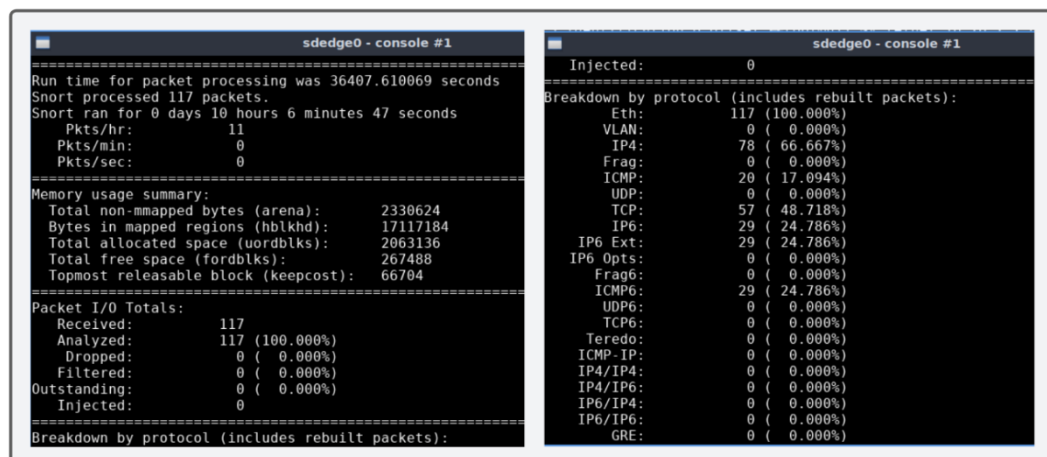 sdedge0 - console #1
================================================================
Run time for packet processing was 36407.610069 seconds
Snort processed 117 packets.
Snort ran for 0 days 10 hours 6 minutes 47 seconds
Pkts/hr: 11
Pkts/min: 0
Pkts/sec: 0
================================================================
Memory usage summary:
Total non-mmapped bytes (arena): 2330624
Bytes in mapped regions (hblkhd): 17117184
Total allocated space (uordblks): 2063136
Total free space (fordblks): 267488
Topmost releasable block (keepcost): 66704
================================================================
Packet I/O Totals:
Received: 117
Analyzed: 117 (100.000%)
Dropped: 0 ( 0.000%)
Filtered: 0 ( 0.000%)
Outstanding: 0 ( 0.000%)
Injected: 0
================================================================
Breakdown by protocol (includes rebuilt packets):
sdedge0 - console #1
Injected: 0
================================================================
Breakdown by protocol (includes rebuilt packets):
Eth: 117 (100.000%)
VLAN: 0 ( 0.000%)
IP4: 78 ( 66.667%)
Frag: 0 ( 0.000%)
ICMP: 20 ( 17.094%)
UDP: 0 ( 0.000%)
TCP: 57 ( 48.718%)
IP6: 29 ( 24.786%)
IP6 Ext: 29 ( 24.786%)
IP6 Opts: 0 ( 0.000%)
Frag6: 0 ( 0.000%)
ICMP6: 29 ( 24.786%)
UDP6: 0 ( 0.000%)
TCP6: 0 ( 0.000%)
Teredo: 0 ( 0.000%)
ICMP-IP: 0 ( 0.000%)
IP4/IP4: 0 ( 0.000%)
IP4/IP6: 0 ( 0.000%)
IP6/IP4: 0 ( 0.000%)
IP6/IP6: 0 ( 0.000%)
GRE: 0 ( 0.000%)